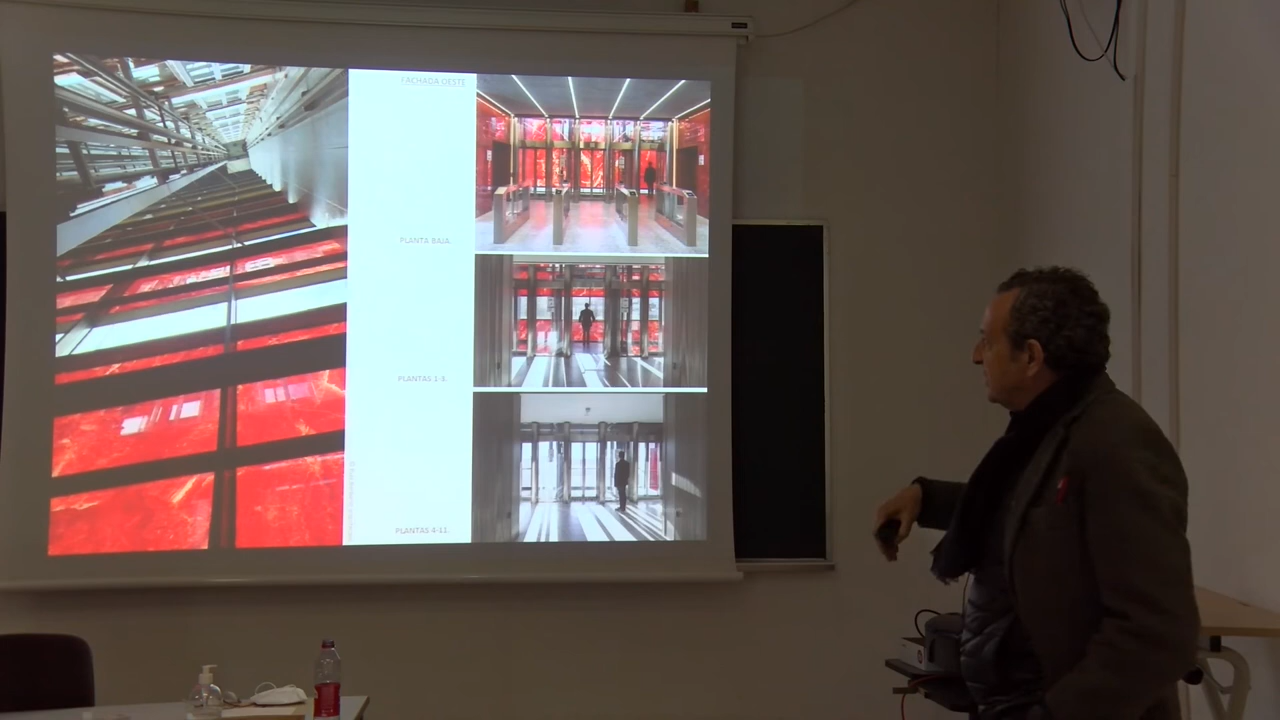 FACHADA OESTE
PLANTA BAJA.
PLANTAS 1-3.
PLANTAS 4-11.